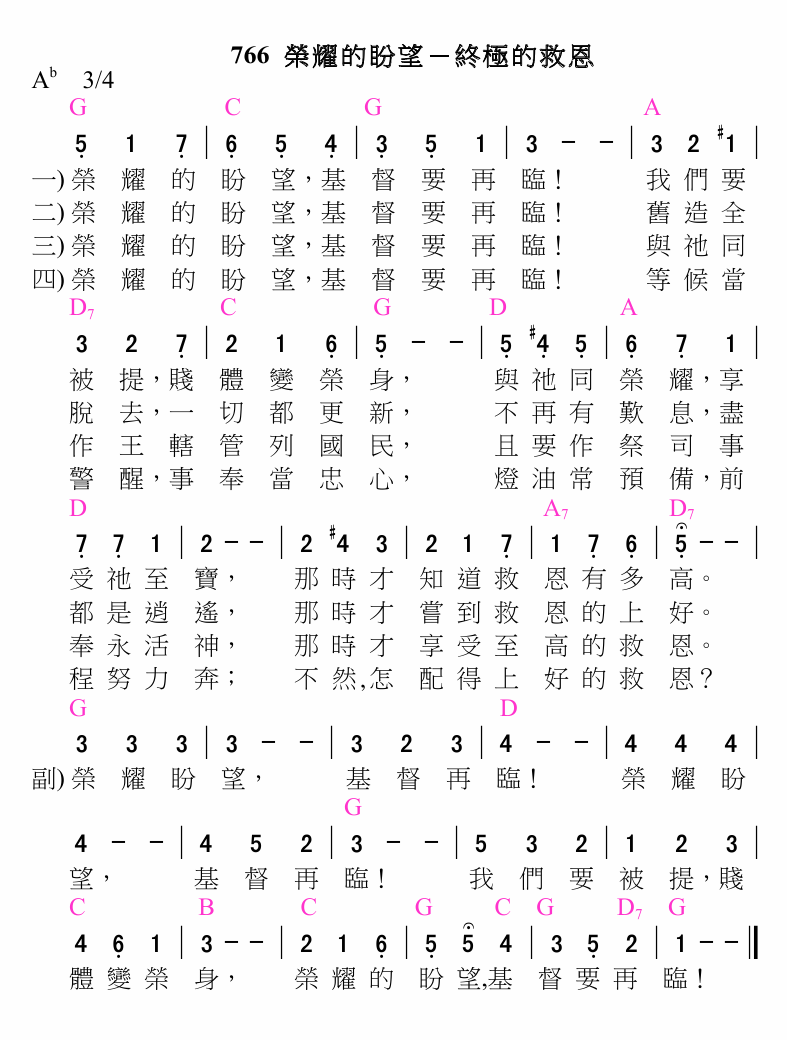 766 榮耀的盼望－終極的救恩
Ab 3/4
G C G A
5̣ 1 7̣ | 6̣ 5̣ 4̣ | 3̣ 5̣ 1 | 3 － － | 3 2 #1 |
一) 榮 耀 的 盼 望，基 督 要 再 臨！ 我 們 要
二) 榮 耀 的 盼 望，基 督 要 再 臨！ 舊 造 全
三) 榮 耀 的 盼 望，基 督 要 再 臨！ 與 祂 同
四) 榮 耀 的 盼 望，基 督 要 再 臨！ 等 候 當
D7 C G D A
3 2 7̣ | 2 1 6̣ | 5̣ － － | 5̣ #4̣ 5̣ | 6̣ 7̣ 1 |
被 提，賤 體 變 榮 身， 與 祂 同 榮 耀，享
脫 去，一 切 都 更 新， 不 再 有 歎 息，盡
作 王 轄 管 列 國 民， 且 要 作 祭 司 事
警 醒，事 奉 當 忠 心， 燈 油 常 預 備，前
D A7 D7
7̣ 7̣ 1 | 2 － － | 2 #4 3 | 2 1 7̣ | 1 7̣ 6̣ | 5̣ － － |
受 祂 至 寶， 那 時 才 知 道 救 恩 有 多 高。
都 是 逍 遙， 那 時 才 嘗 到 救 恩 的 上 好。
奉 永 活 神， 那 時 才 享 受 至 高 的 救 恩。
程 努 力 奔； 不 然,怎 配 得 上 好 的 救 恩？
G D
3 3 3 | 3 － － | 3 2 3 | 4 － － | 4 4 4 |
副) 榮 耀 盼 望， 基 督 再 臨！ 榮 耀 盼
G
4 － － | 4 5 2 | 3 － － | 5 3 2 | 1 2 3 |
望， 基 督 再 臨！ 我 們 要 被 提，賤
C B C G C G D7 G
4 6̣ 1 | 3 － － | 2 1 6̣ | 5̣ 5̣ 4 | 3 5̣ 2 | 1 － － ‖
體 變 榮 身， 榮 耀 的 盼 望,基 督 要 再 臨！